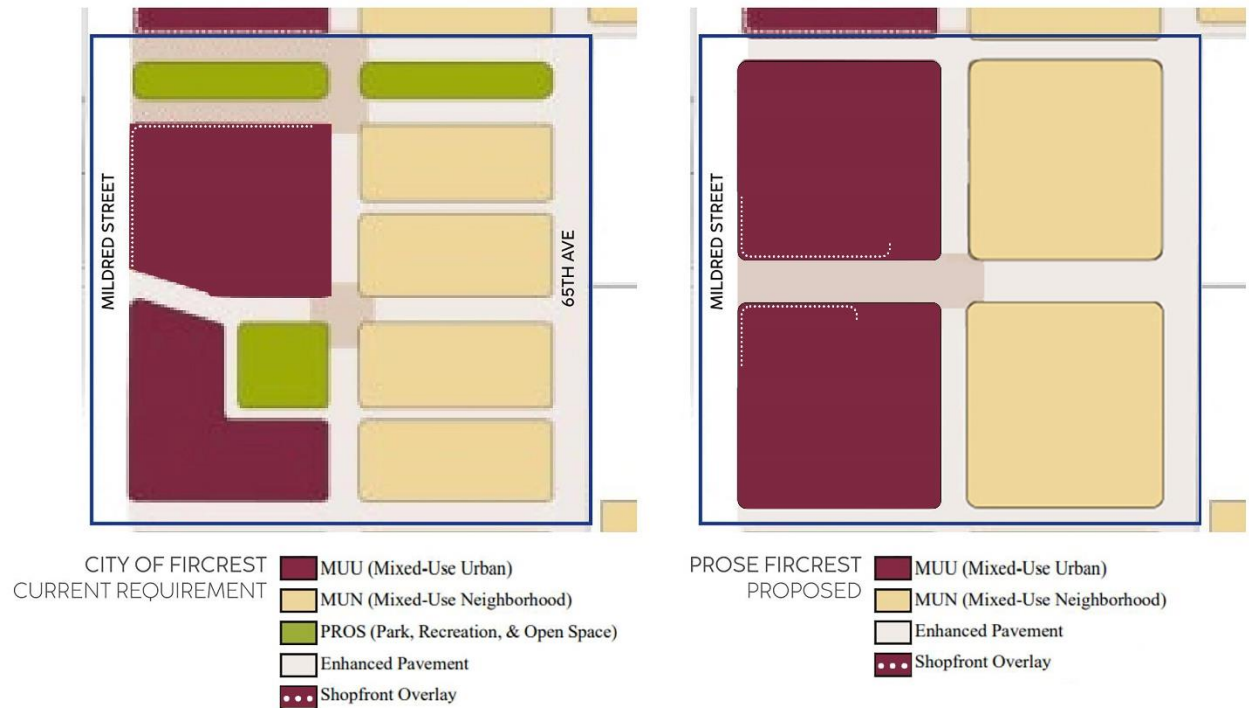 MILDRED STREET
65TH AVE
CITY OF FIRCREST
CURRENT REQUIREMENT
MUU (Mixed-Use Urban)
MUN (Mixed-Use Neighborhood)
PROS (Park, Recreation, & Open Space)
Enhanced Pavement
Shopfront Overlay
MILDRED STREET
PROSE FIRCREST
PROPOSED
MUU (Mixed-Use Urban)
MUN (Mixed-Use Neighborhood)
Enhanced Pavement
Shopfront Overlay